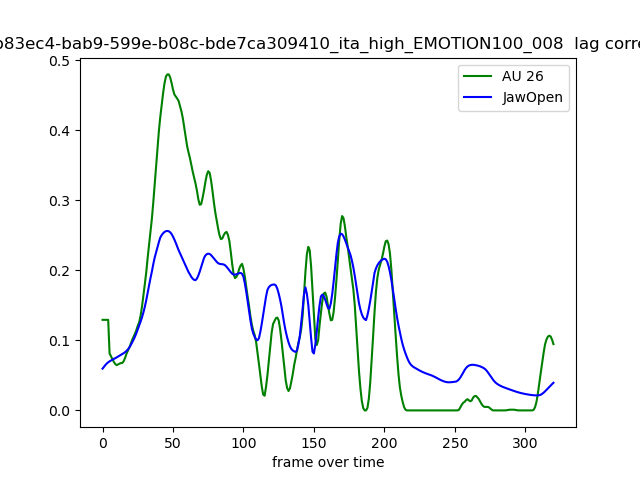 b83ec4-bab9-599e-b08c-bde7ca309410_ita_high_EMOTION100_008 lag corre
0.5
AU 26
JawOpen
0.4
0.3
0.2
0.1
0.0
0 50 100 150 200 250 300
frame over time